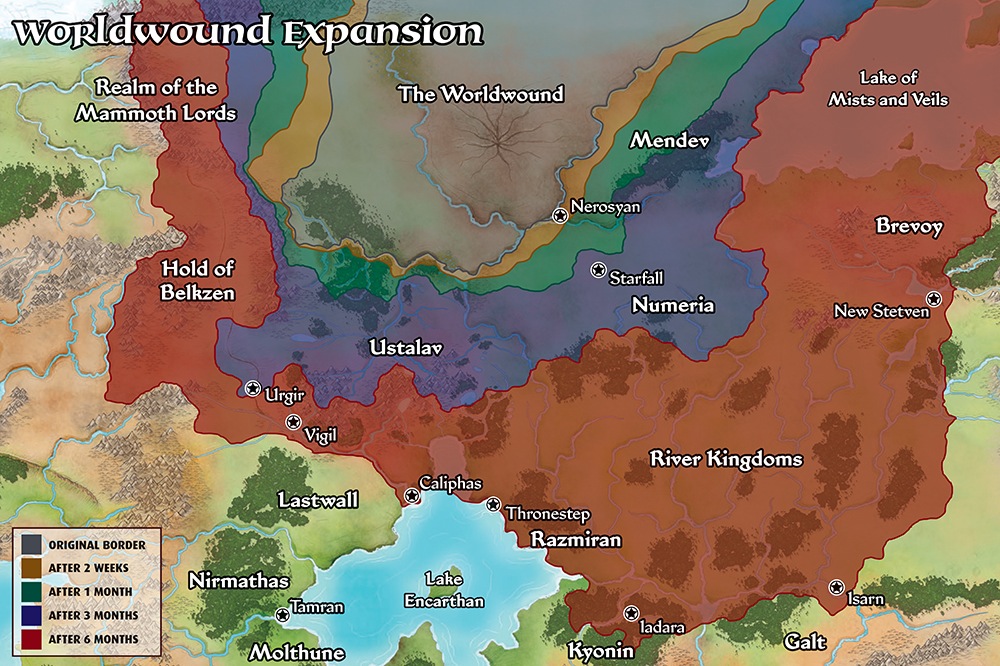 Worldwound Expansion
Realm of the
Mammoth Lords
The Worldwound
Lake of
Mists and Veils
Mendev
Nerosyan
Brevoy
Hold of
Belkzen
Starfall
Numeria
New Stetven
Ustalav
Urgir
Vigil
River Kingdoms
Caliphas
Lastwall
Thronestep
Razmiran
ORIGINAL BORDER
AFTER 2 WEEKS
AFTER 1 MONTH
AFTER 3 MONTHS
AFTER 6 MONTHS
Nirmathas
Lake
Encarthan
Tamran
Isarn
Iadara
Molthune
Kyonin
Galt